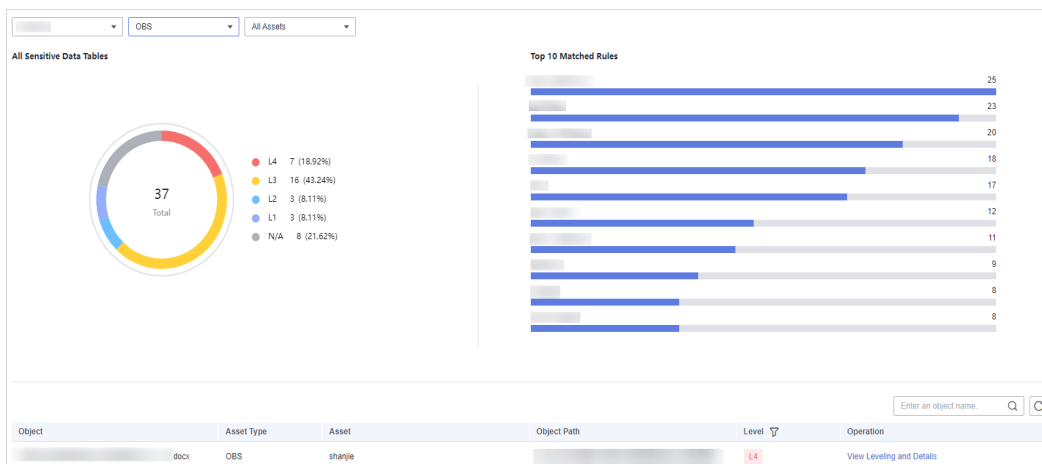 OBS
All Assets
All Sensitive Data Tables
Top 10 Matched Rules
37
Total
L4 7 (18.92%)
L3 16 (43.24%)
L2 3 (8.11%)
L1 3 (8.11%)
N/A 8 (21.62%)
25
23
20
18
17
12
11
9
8
8
Enter an object name.
Object Asset Type Asset Object Path Level Operation
.docx OBS shanjie L4 View Leveling and Details